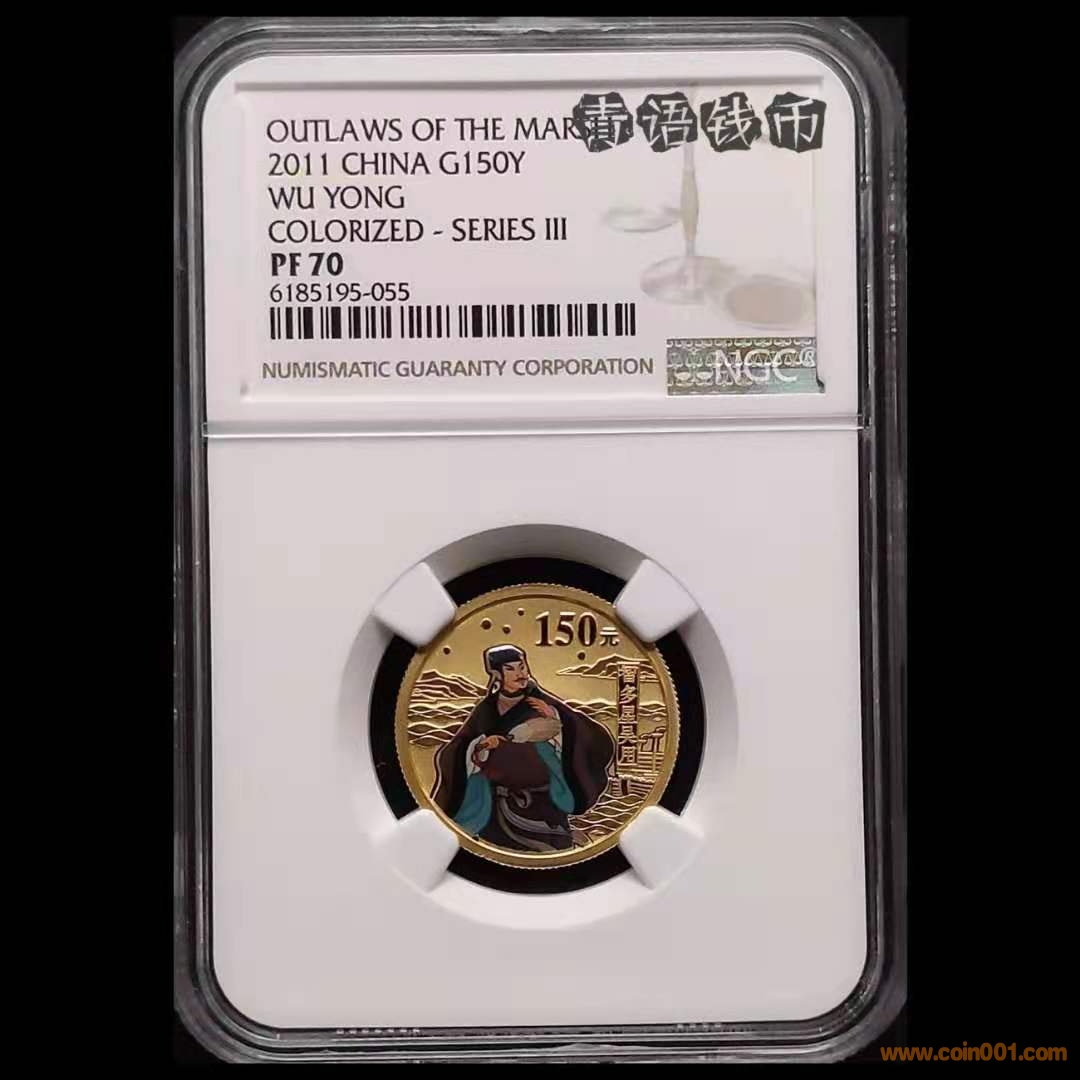 OUTLAWS OF THE MARS
青语钱币
2011 CHINA G150Y
WU YONG
COLORIZED - SERIES III
PF 70
6185195-055
NUMISMATIC GUARANTY CORPORATION
NGC
150元
智多星吴用
www.coin001.com